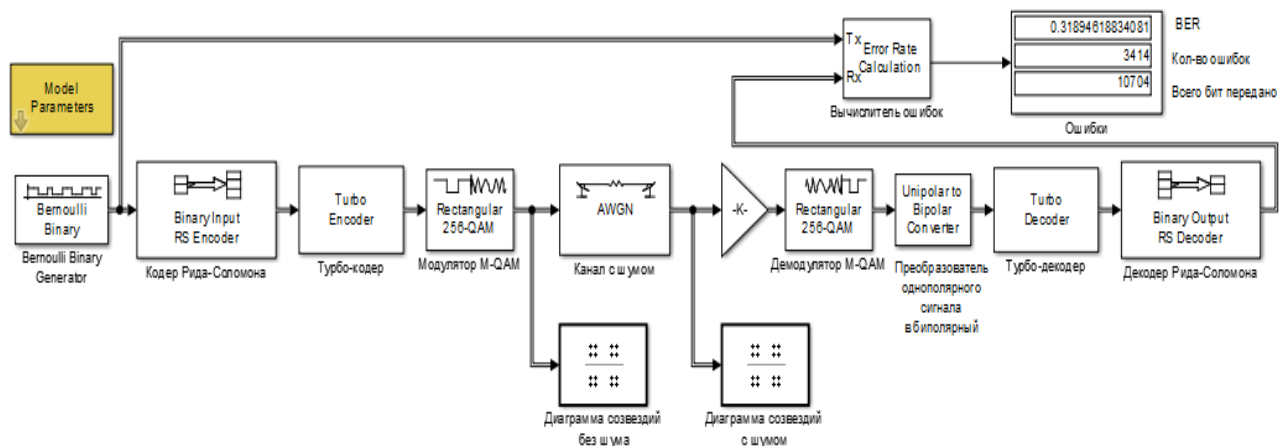 Model
Parameters
Tx
Rx
Error Rate
Calculation
Вычислитель ошибок
0.31894618834081
3414
10704
Ошибки
BER
Кол-во ошибок
Всего бит передано
Bernoulli
Binary
Bernoulli Binary
Generator
Binary Input
RS Encoder
Кодер Рида-Соломона
Turbo
Encoder
Турбо-кодер
Rectangular
256-QAM
Модулятор M-QAM
AWGN
Канал с шумом
-K-
Rectangular
256-QAM
Демодулятор M-QAM
Unipolar to
Bipolar
Converter
Преобразователь
однополярного
сигнала
в биполярный
Turbo
Decoder
Турбо-декодер
Binary Output
RS Decoder
Декодер Рида-Соломона
Диаграмма созвездий
без шума
Диаграмма созвездий
с шумом